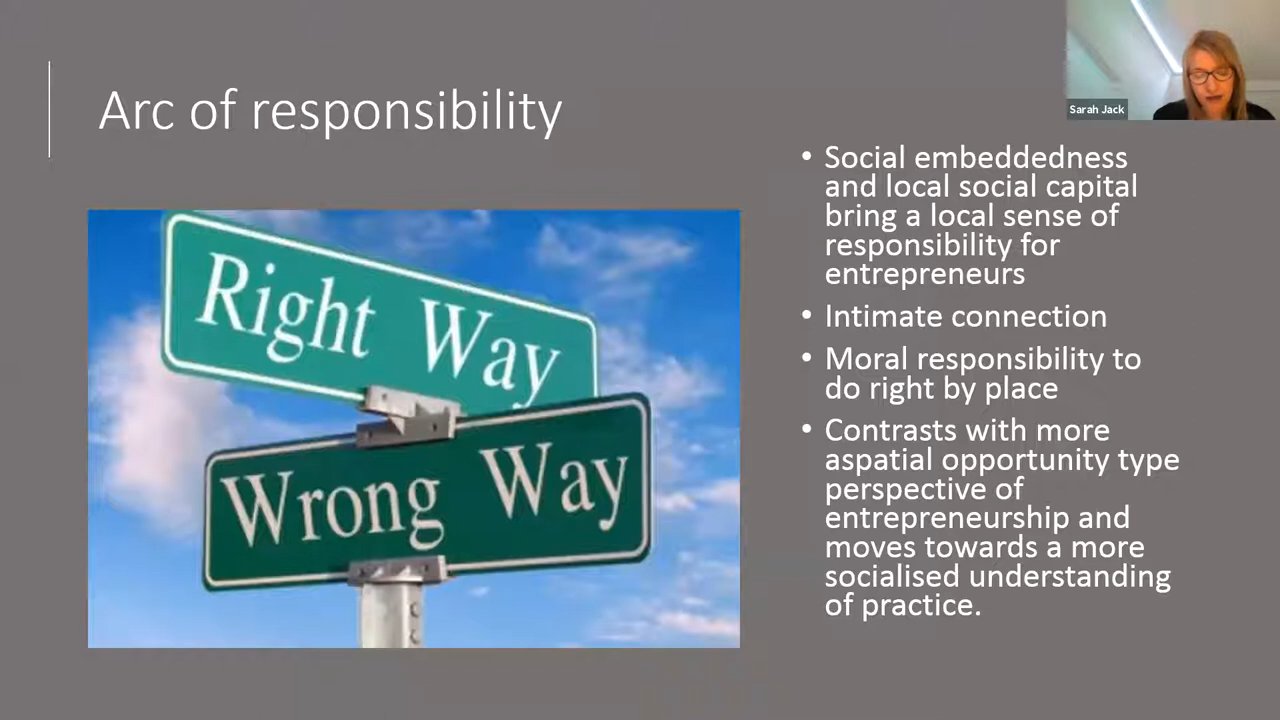 Arc of responsibility
Sarah Jack
Right Way
Wrong Way
• Social embeddedness
and local social capital
bring a local sense of
responsibility for
entrepreneurs
• Intimate connection
• Moral responsibility to
do right by place
• Contrasts with more
aspatial opportunity type
perspective of
entrepreneurship and
moves towards a more
socialised understanding
of practice.